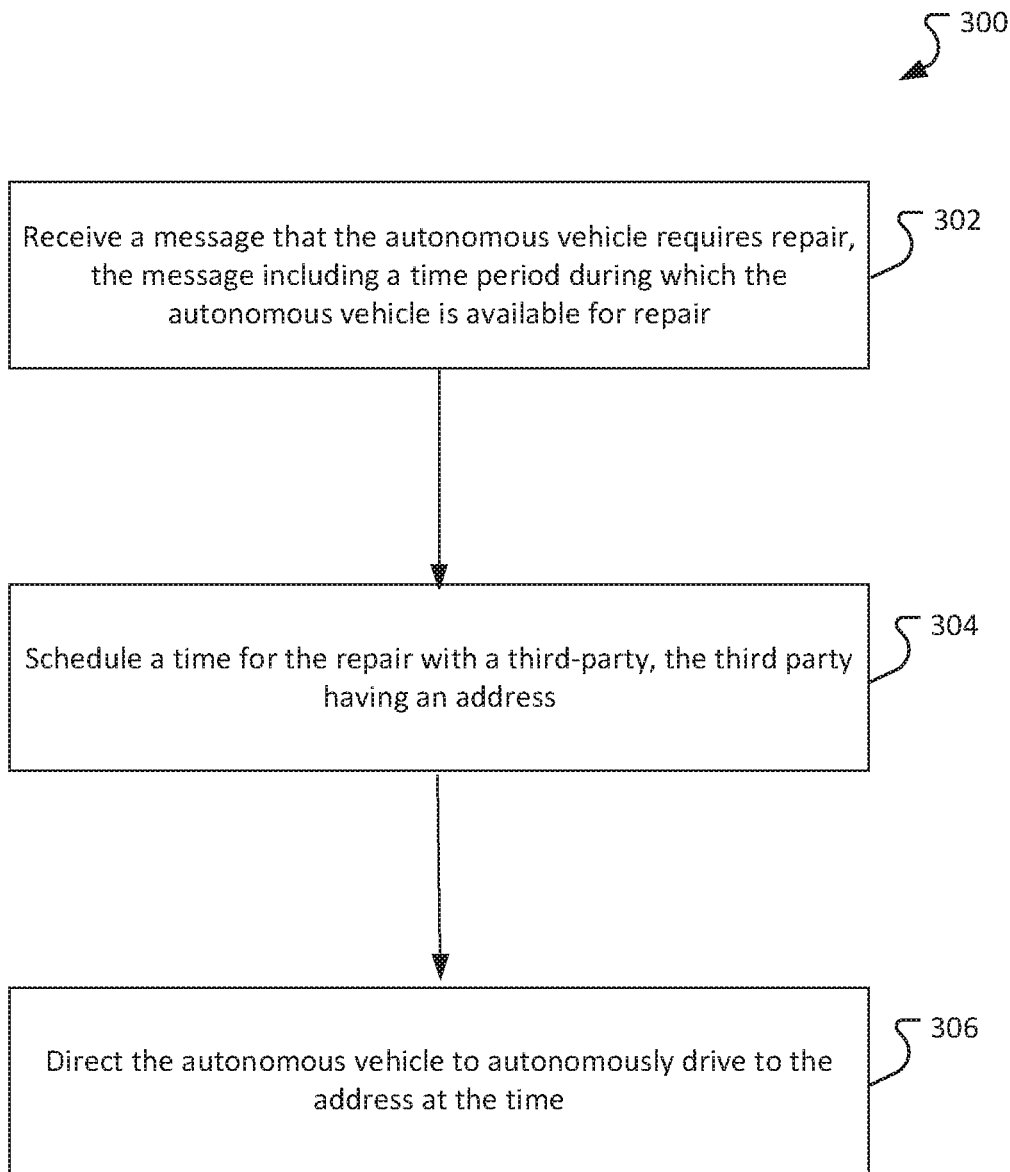 300
Receive a message that the autonomous vehicle requires repair,
the message including a time period during which the
autonomous vehicle is available for repair
302
Schedule a time for the repair with a third-party, the third party
having an address
304
Direct the autonomous vehicle to autonomously drive to the
address at the time
306